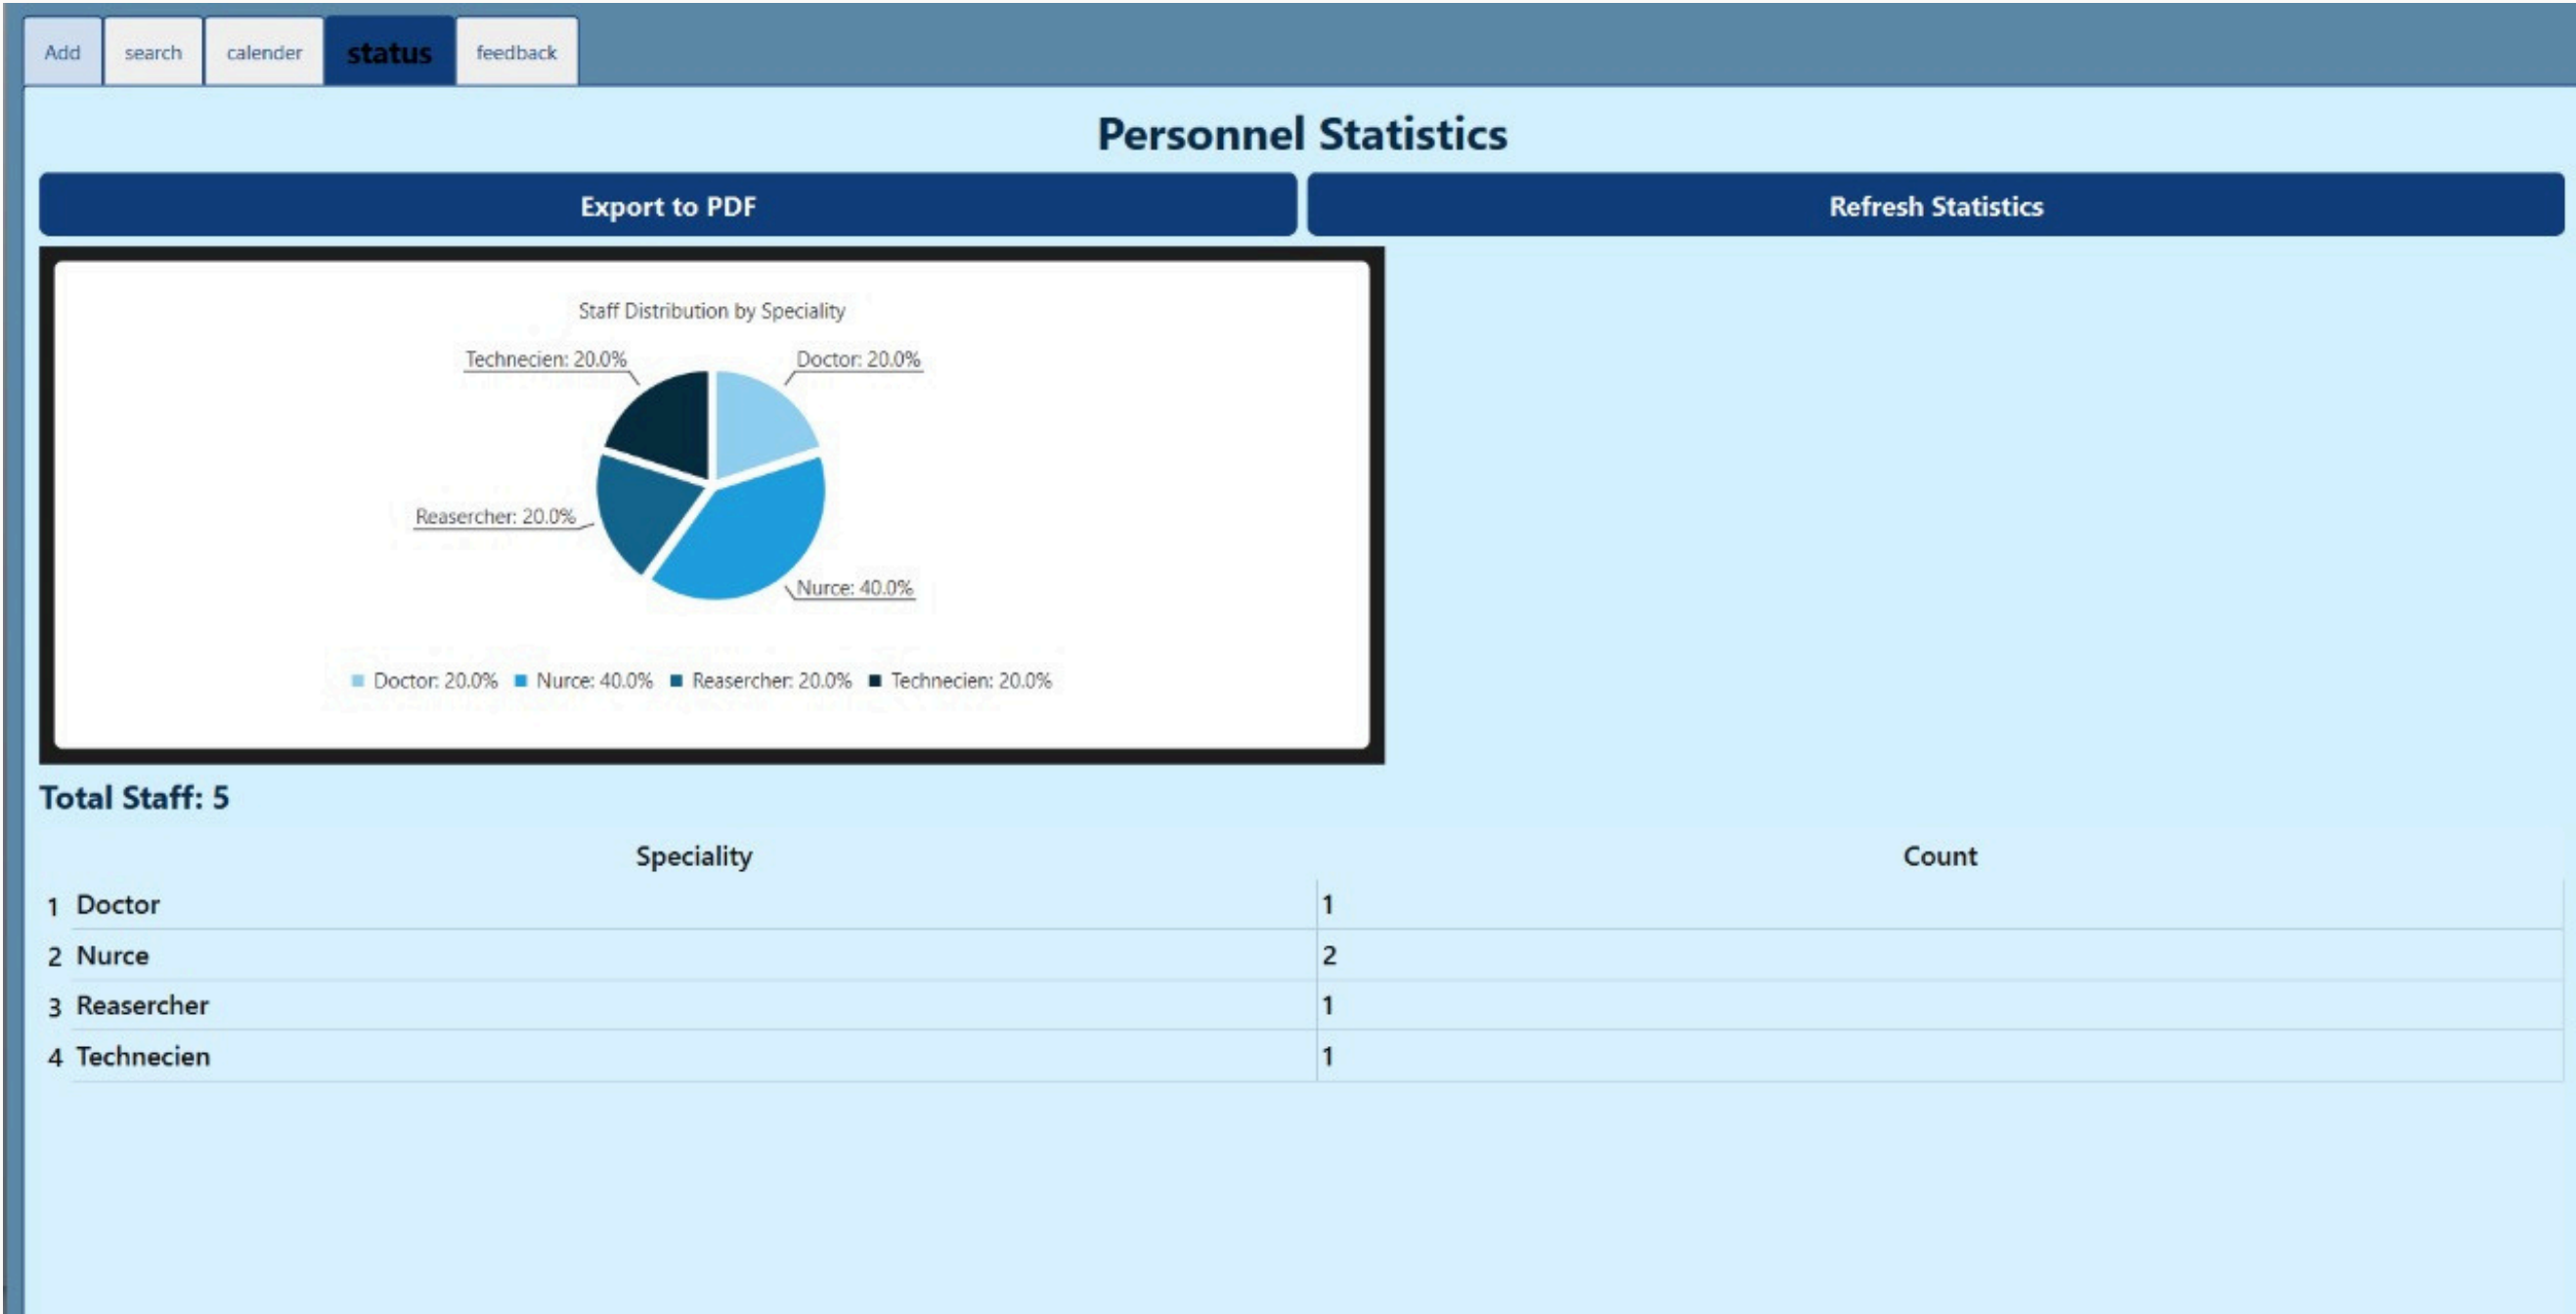 Add search calender status feedback
Personnel Statistics
Export to PDF Refresh Statistics
Staff Distribution by Speciality
Technecien: 20.0% Doctor: 20.0%
Reasercher: 20.0%
Nurce: 40.0%
Doctor: 20.0% Nurce: 40.0% Reasercher: 20.0% Technecien: 20.0%
Total Staff: 5
Speciality Count
1 Doctor 1
2 Nurce 2
3 Reasercher 1
4 Technecien 1